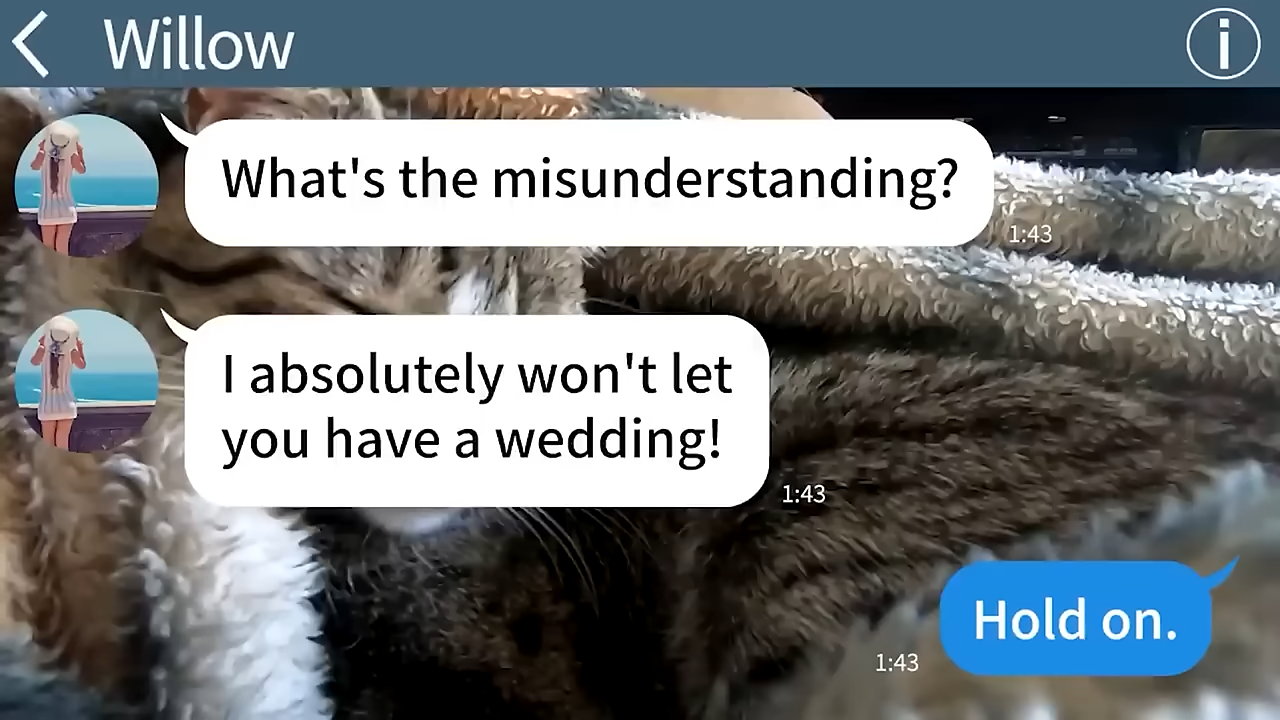 Willow
What's the misunderstanding?
1:43
I absolutely won't let
you have a wedding!
1:43
Hold on.
1:43